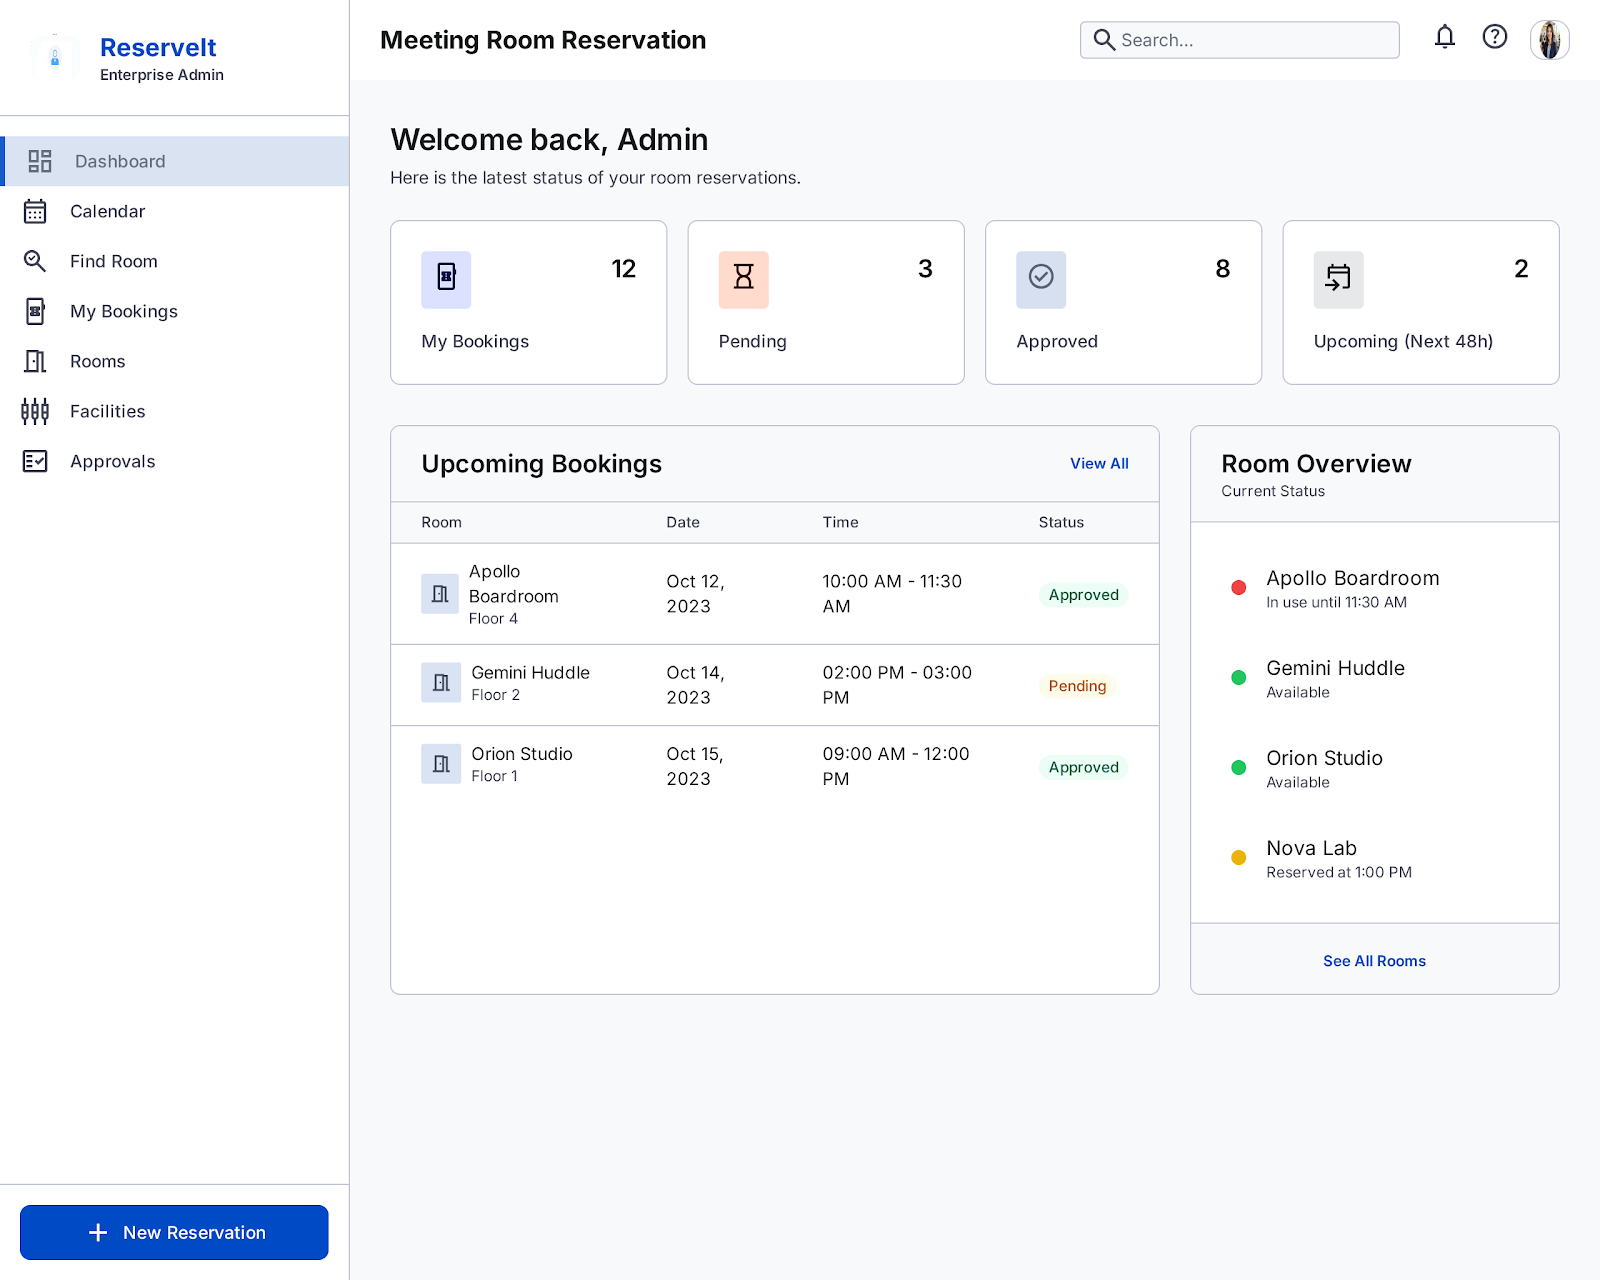 ReserveIt
Enterprise Admin
Dashboard
Calendar
Find Room
My Bookings
Rooms
Facilities
Approvals
New Reservation
Meeting Room Reservation
Search...
Welcome back, Admin
Here is the latest status of your room reservations.
12
My Bookings
3
Pending
8
Approved
2
Upcoming (Next 48h)
Upcoming Bookings
View All
Room Date Time Status
Apollo
Boardroom
Floor 4
Oct 12,
2023
10:00 AM - 11:30
AM
Approved
Gemini Huddle
Floor 2
Oct 14,
2023
02:00 PM - 03:00
PM
Pending
Orion Studio
Floor 1
Oct 15,
2023
09:00 AM - 12:00
PM
Approved
Room Overview
Current Status
Apollo Boardroom
In use until 11:30 AM
Gemini Huddle
Available
Orion Studio
Available
Nova Lab
Reserved at 1:00 PM
See All Rooms